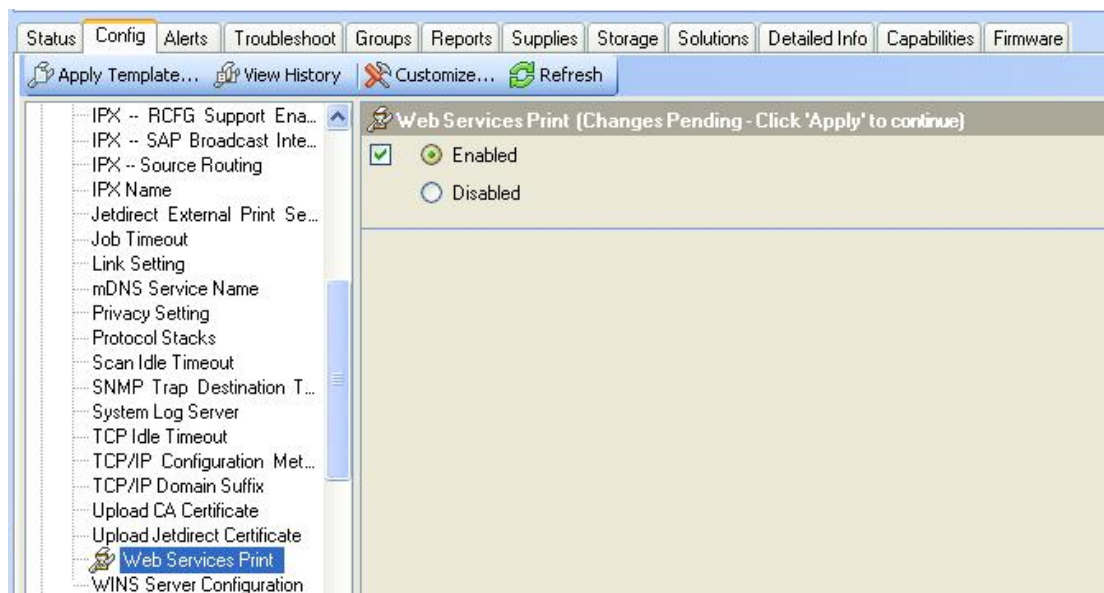 Status Config Alerts Troubleshoot Groups Reports Supplies Storage Solutions Detailed Info Capabilities Firmware
Apply Template... View History Customize... Refresh
IPX -- RCFG Support Ena...
IPX -- SAP Broadcast Inte...
IPX -- Source Routing
IPX Name
Jetdirect External Print Se...
Job Timeout
Link Setting
mDNS Service Name
Privacy Setting
Protocol Stacks
Scan Idle Timeout
SNMP Trap Destination T...
System Log Server
TCP Idle Timeout
TCP/IP Configuration Met...
TCP/IP Domain Suffix
Upload CA Certificate
Upload Jetdirect Certificate
Web Services Print
WINS Server Configuration
Web Services Print (Changes Pending - Click 'Apply' to continue)
Enabled
Disabled